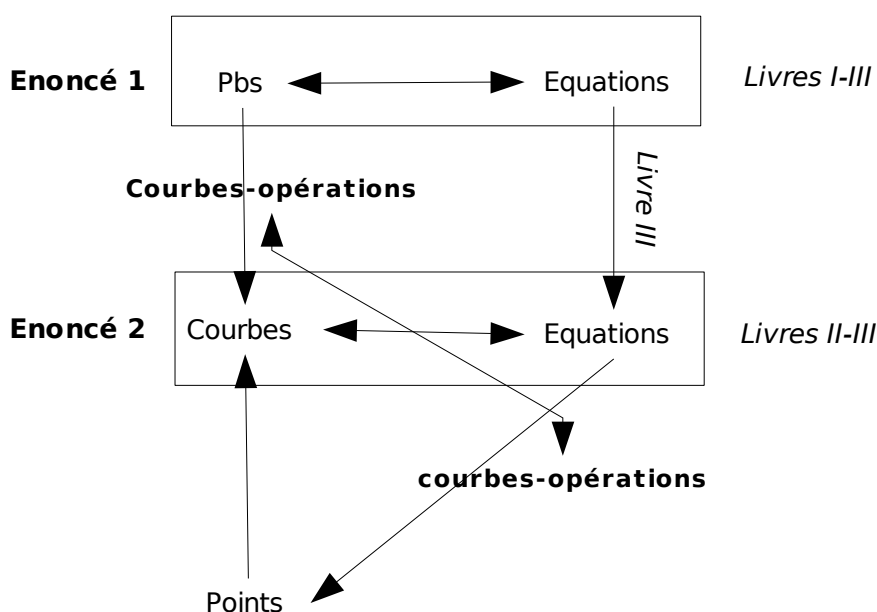 Enoncé 1
Pbs
Equations
Livres I-III
Livre III
Courbes-opérations
Enoncé 2
Courbes
Equations
Livres II-III
courbes-opérations
Points